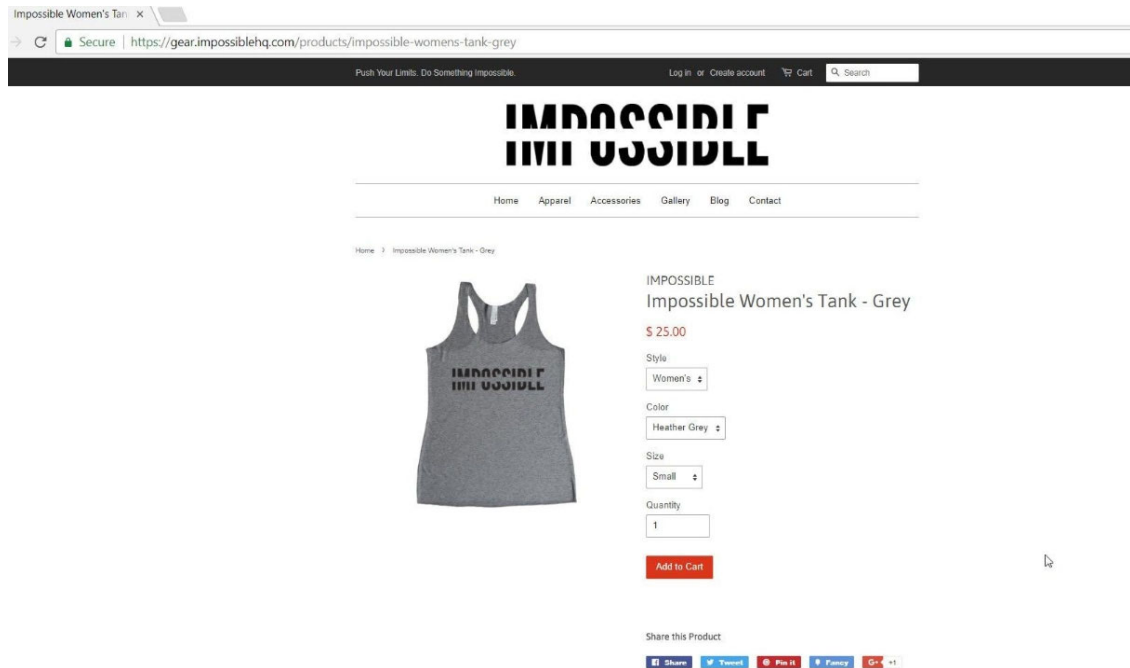 Impossible Women's Tan
Secure | https://gear.impossiblehq.com/products/impossible-womens-tank-grey
Push Your Limits. Do Something Impossible.
Log in or Create account
Cart
Search
IMPOSSIBLE
Home Apparel Accessories Gallery Blog Contact
Home › Impossible Women's Tank - Grey
IMPOSSIBLE
IMPOSSIBLE
Impossible Women's Tank - Grey
$ 25.00
Style
Women's
Color
Heather Grey
Size
Small
Quantity
1
Add to Cart
Share this Product
Share Tweet Pin it Fancy G+ +1